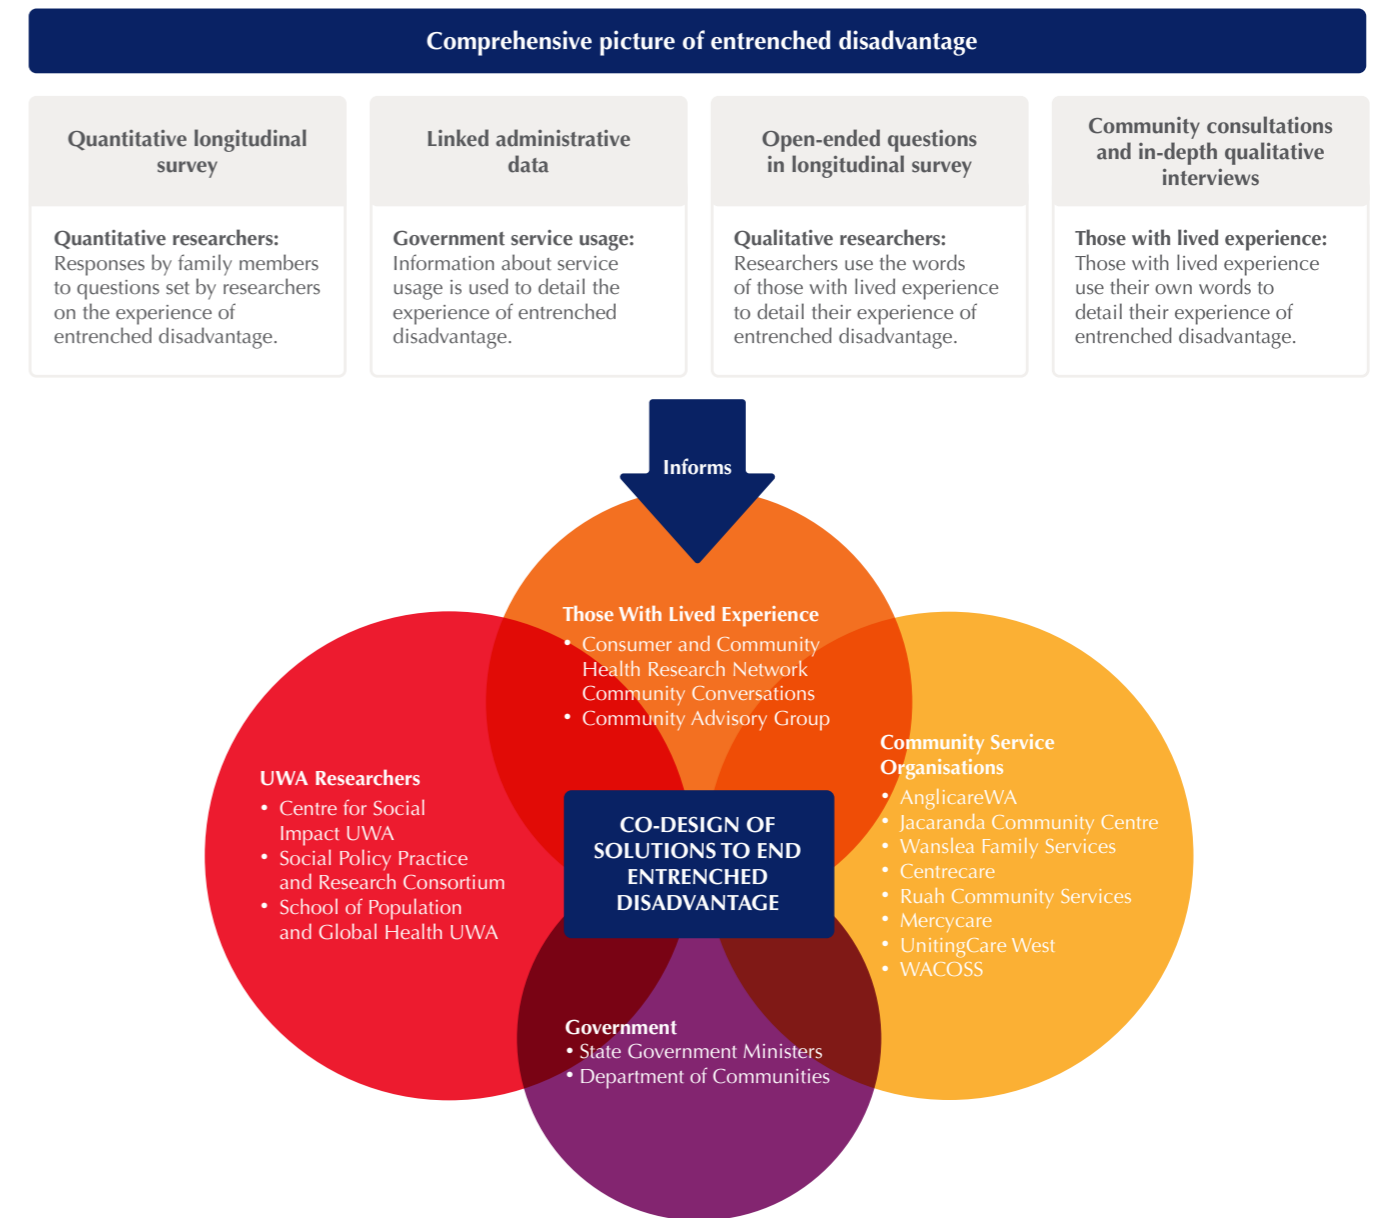 Comprehensive picture of entrenched disadvantage
Quantitative longitudinal
survey
Quantitative researchers:
Responses by family members
to questions set by researchers
on the experience of
entrenched disadvantage.
Linked administrative
data
Government service usage:
Information about service
usage is used to detail the
experience of entrenched
disadvantage.
Open-ended questions
in longitudinal survey
Qualitative researchers:
Researchers use the words
of those with lived experience
to detail their experience of
entrenched disadvantage.
Community consultations
and in-depth qualitative
interviews
Those with lived experience:
Those with lived experience
use their own words to
detail their experience of
entrenched disadvantage.
Informs
Those With Lived Experience
• Consumer and Community
Health Research Network
Community Conversations
• Community Advisory Group
UWA Researchers
• Centre for Social
Impact UWA
• Social Policy Practice
and Research Consortium
• School of Population
and Global Health UWA
CO-DESIGN OF
SOLUTIONS TO END
ENTRENCHED
DISADVANTAGE
Community Service
Organisations
• AnglicareWA
• Jacaranda Community Centre
• Wanslea Family Services
• Centrecare
• Ruah Community Services
• Mercycare
• UnitingCare West
• WACOSS
Government
• State Government Ministers
• Department of Communities